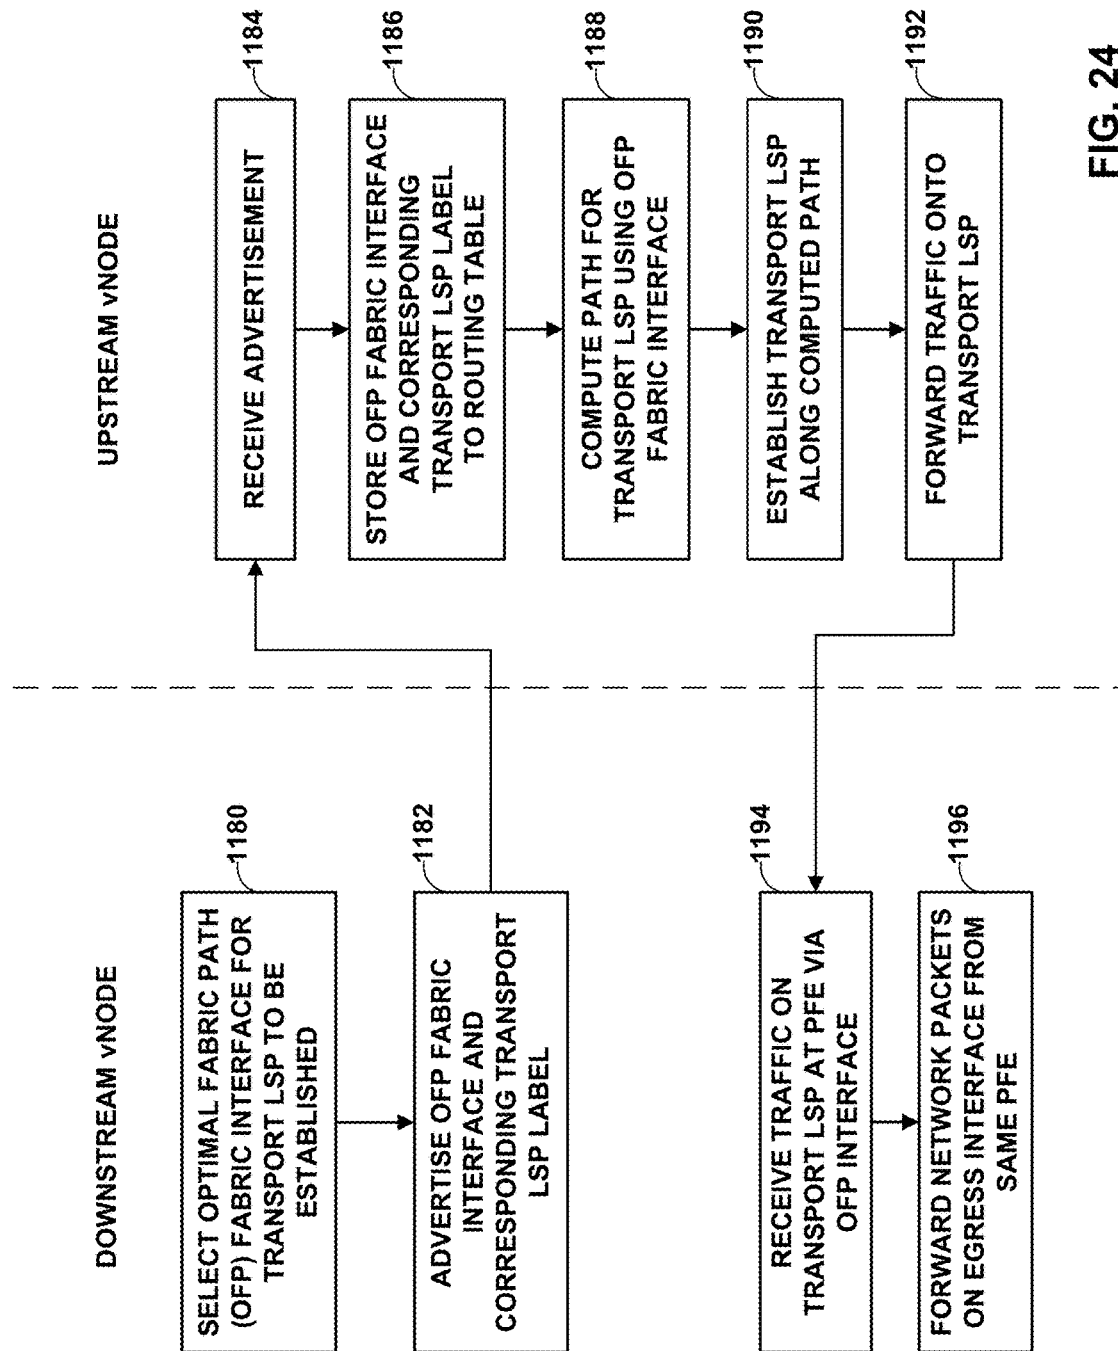 DOWNSTREAM vNODE
UPSTREAM vNODE
SELECT OPTIMAL FABRIC PATH
(OFP) FABRIC INTERFACE FOR
TRANSPORT LSP TO BE
ESTABLISHED
1180
ADVERTISE OFP FABRIC
INTERFACE AND
CORRESPONDING TRANSPORT
LSP LABEL
1182
RECEIVE ADVERTISEMENT
1184
STORE OFP FABRIC INTERFACE
AND CORRESPONDING
TRANSPORT LSP LABEL
TO ROUTING TABLE
1186
COMPUTE PATH FOR
TRANSPORT LSP USING OFP
FABRIC INTERFACE
1188
ESTABLISH TRANSPORT LSP
ALONG COMPUTED PATH
1190
FORWARD TRAFFIC ONTO
TRANSPORT LSP
1192
RECEIVE TRAFFIC ON
TRANSPORT LSP AT PFE VIA
OFP INTERFACE
1194
FORWARD NETWORK PACKETS
ON EGRESS INTERFACE FROM
SAME PFE
1196
FIG. 24